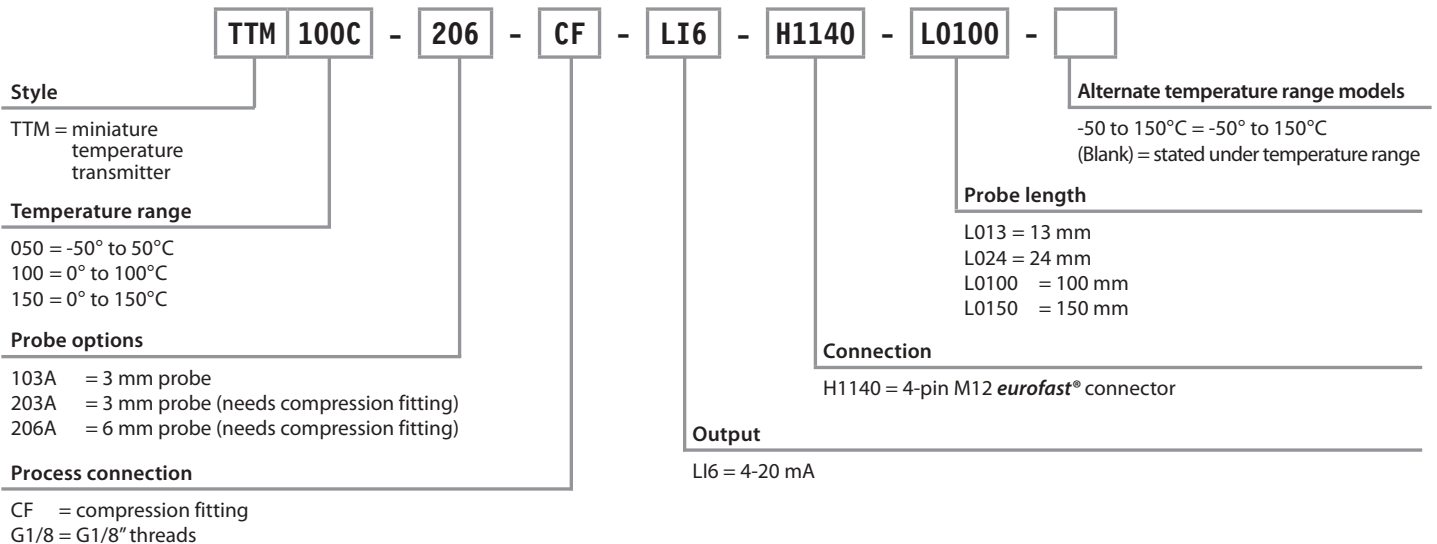 TTM 100C - 206 - CF - LI6 - H1140 - L0100 -
Style
TTM = miniature
temperature
transmitter
Temperature range
050 = -50° to 50°C
100 = 0° to 100°C
150 = 0° to 150°C
Probe options
103A = 3 mm probe
203A = 3 mm probe (needs compression fitting)
206A = 6 mm probe (needs compression fitting)
Process connection
CF = compression fitting
G1/8 = G1/8” threads
Alternate temperature range models
-50 to 150°C = -50° to 150°C
(Blank) = stated under temperature range
Probe length
L013 = 13 mm
L024 = 24 mm
L0100 = 100 mm
L0150 = 150 mm
Connection
H1140 = 4-pin M12 eurofast® connector
Output
LI6 = 4-20 mA